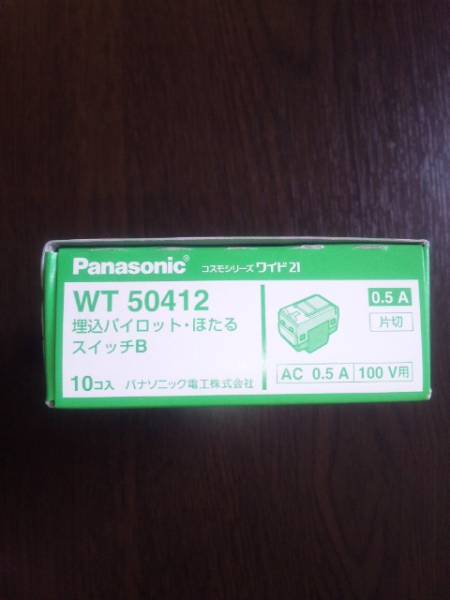 Panasonic® コスモシリーズ ワイド21
WT 50412
埋込パイロット・ほたる
スイッチB
10コ入 パナソニック電工株式会社
0.5 A
片切
AC 0.5 A 100 V用